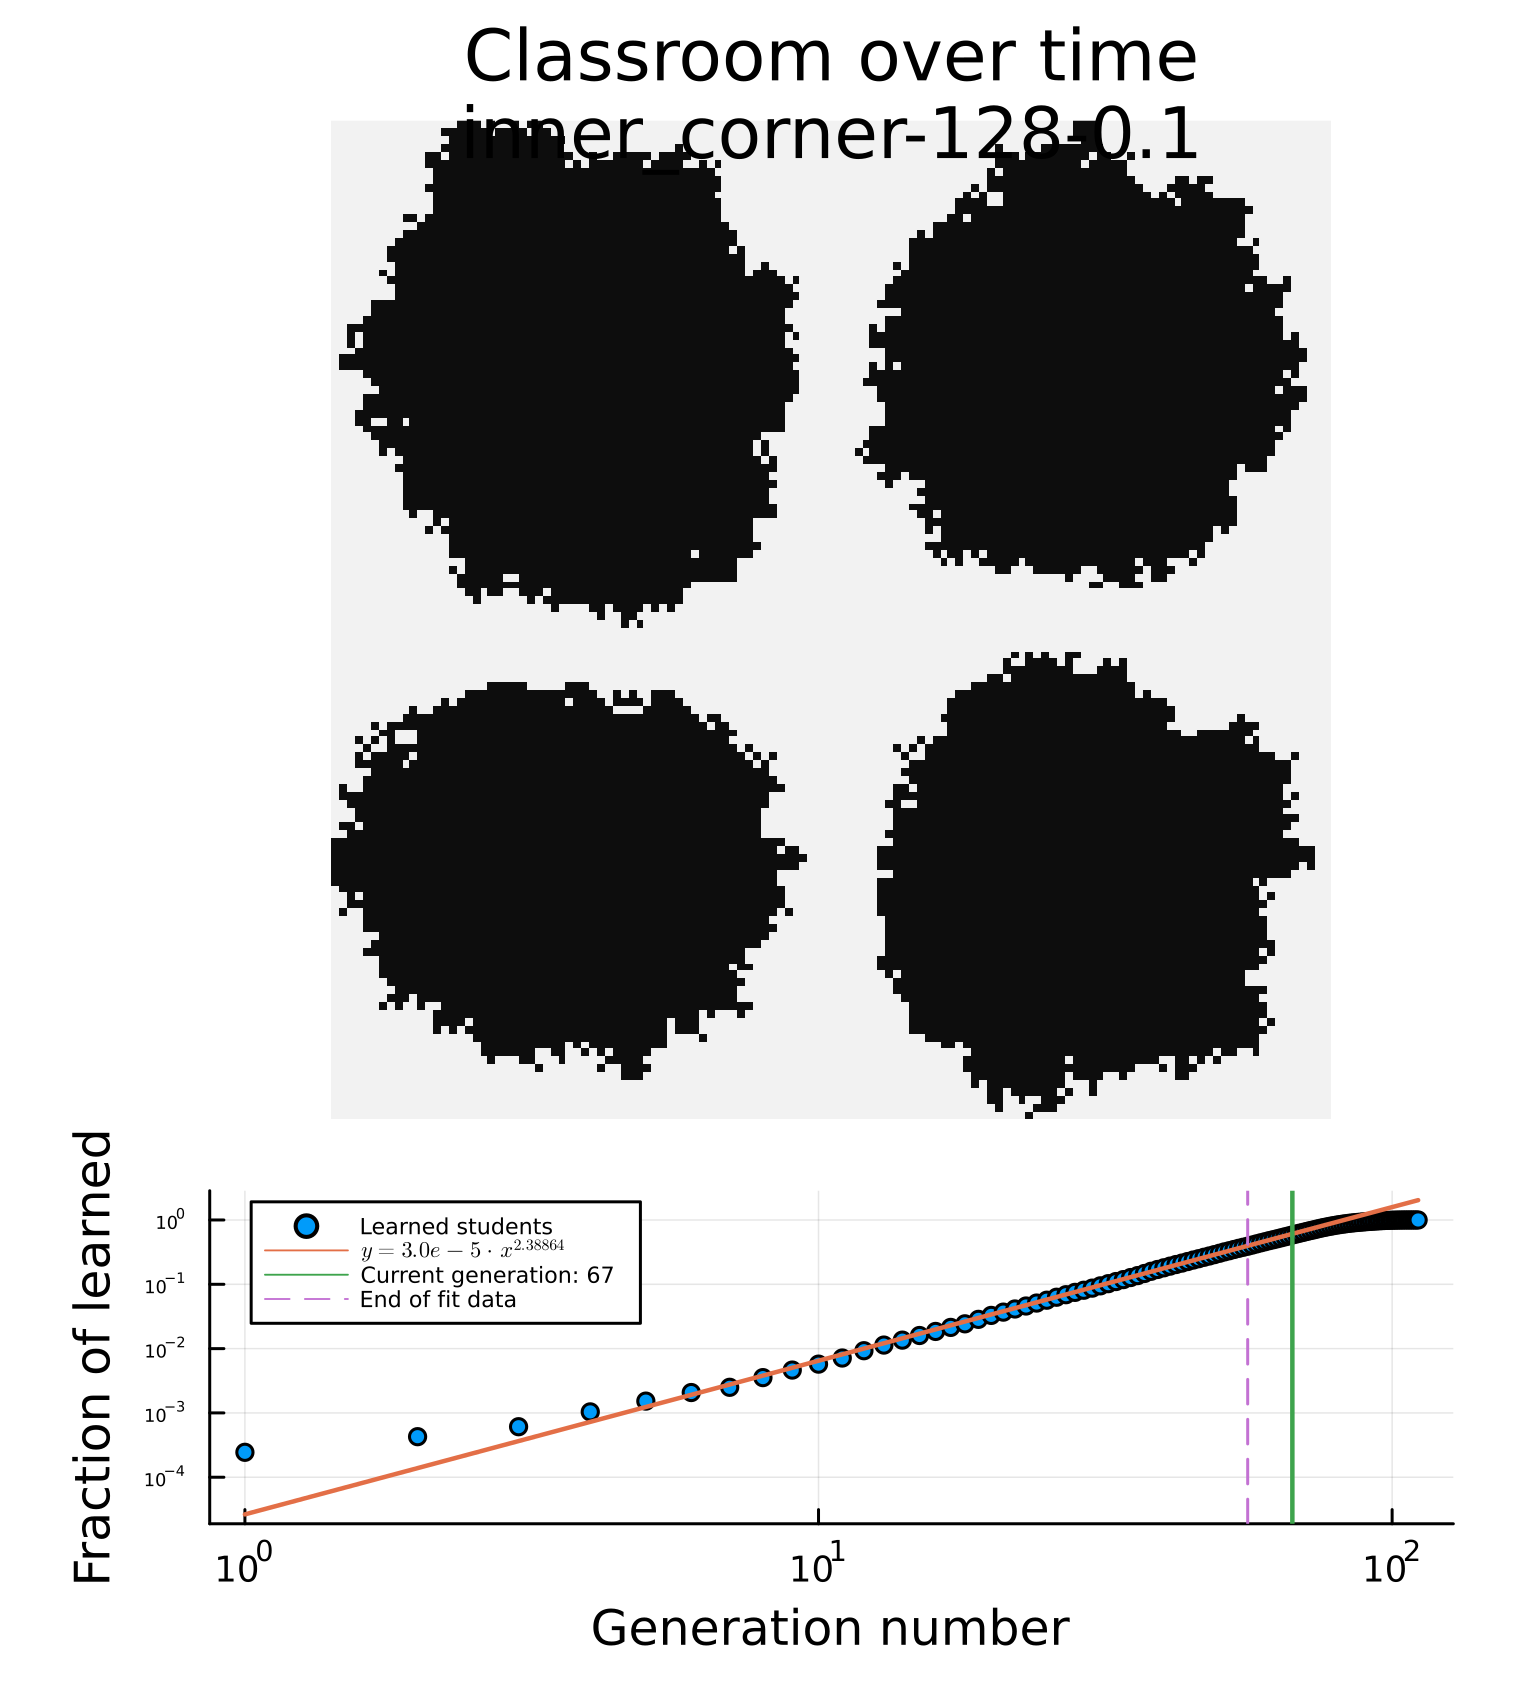 Classroom over time
inner_corner-128-0.1
Fraction of learned
10⁰
10⁻¹
10⁻²
10⁻³
10⁻⁴
Learned students
y = 3.0e − 5 · x^2.38864
Current generation: 67
End of fit data
10⁰ 10¹ 10²
Generation number